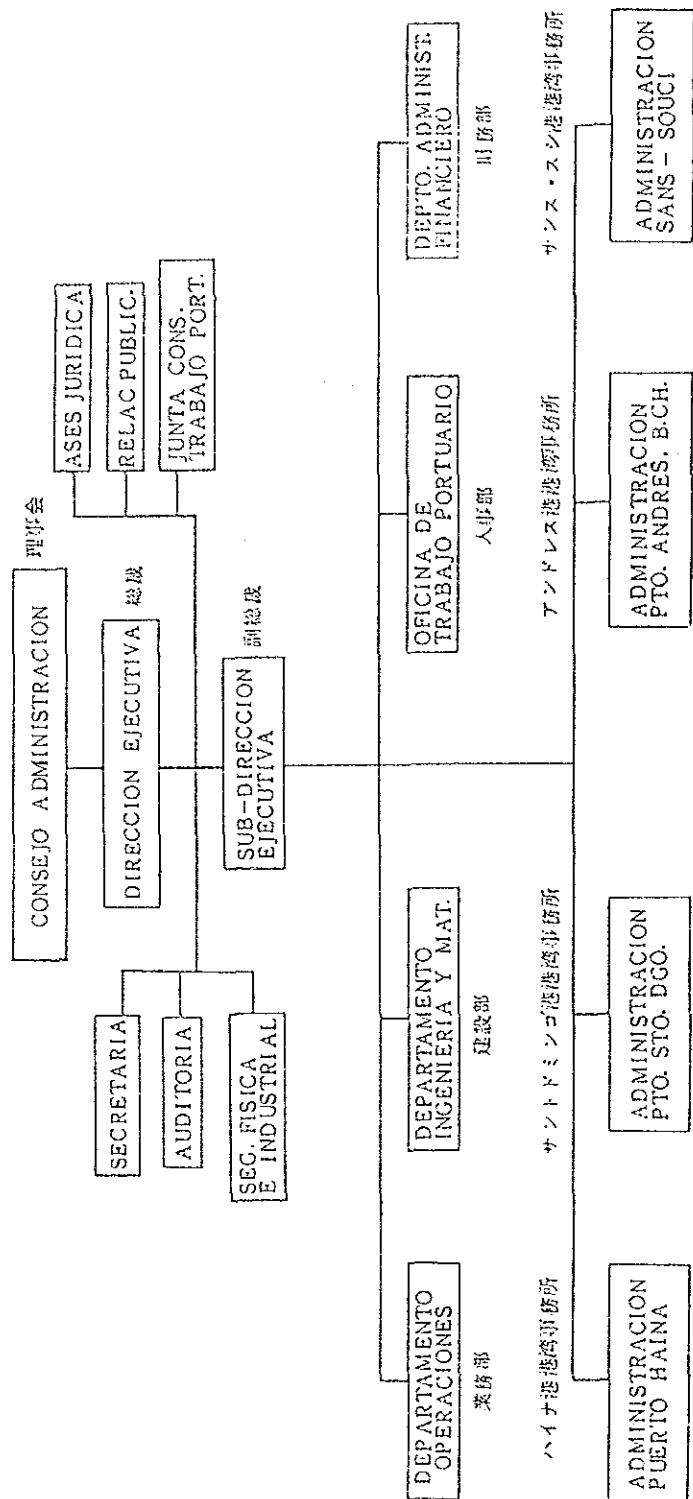 CONSEJO ADMINISTRACION
理事会
DIRECCION EJECUTIVA
総裁
SECRETARIA
AUDITORIA
SEG. FISICA
E INDUSTRIAL
ASES JURIDICA
RELAC PUBLIC.
JUNTA CONS.
TRABAJO PORT.
SUB-DIRECCION
EJECUTIVA
副総裁
DEPARTAMENTO
OPERACIONES
業務部
DEPARTAMENTO
INGENIERIA Y MAT.
建設部
OFICINA DE
TRABAJO PORTUARIO
人事部
DEPTO. ADMINIST.
FINANCIERO
財務部
ハイナ港港湾事務所
ADMINISTRACION
PUERTO HAINA
サントドミンゴ港港湾事務所
ADMINISTRACION
PTO. STO. DGO.
アンドレス港港湾事務所
ADMINISTRACION
PTO. ANDRES, B.CH.
サンス・スシ港港湾事務所
ADMINISTRACION
SANS-SOUCI